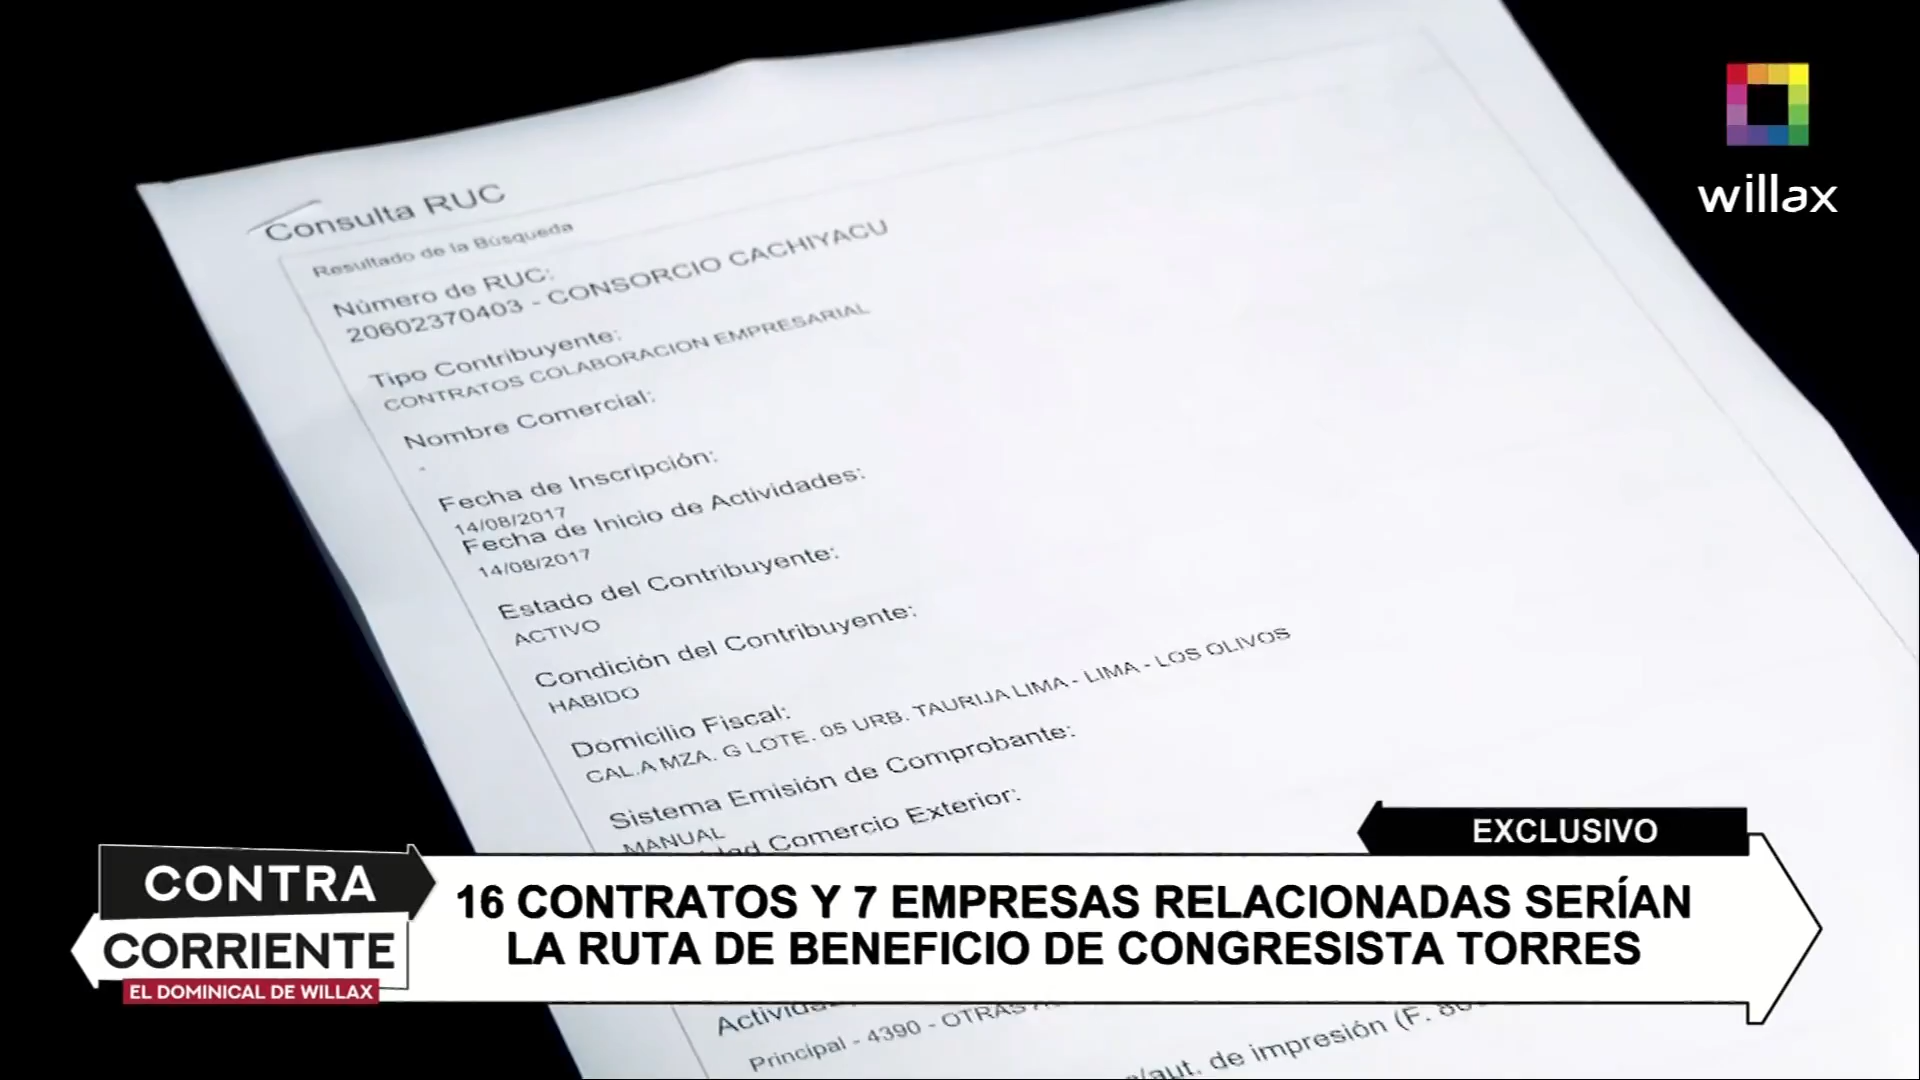 willax
Consulta RUC
Resultado de la Búsqueda
Número de RUC:
20602370403 - CONSORCIO CACHIYACU
Tipo Contribuyente:
CONTRATOS COLABORACION EMPRESARIAL
Nombre Comercial:
-
Fecha de Inscripción:
14/08/2017
Fecha de Inicio de Actividades:
14/08/2017
Estado del Contribuyente:
ACTIVO
Condición del Contribuyente:
HABIDO
Domicilio Fiscal:
CAL.A MZA. G LOTE. 05 URB. TAURIJA LIMA - LIMA - LOS OLIVOS
Sistema Emisión de Comprobante:
MANUAL
Comercio Exterior:
EXCLUSIVO
CONTRA
CORRIENTE
EL DOMINICAL DE WILLAX
16 CONTRATOS Y 7 EMPRESAS RELACIONADAS SERÍAN
LA RUTA DE BENEFICIO DE CONGRESISTA TORRES
Principal - 4390 - OTRAS
aut. de impresión (F.